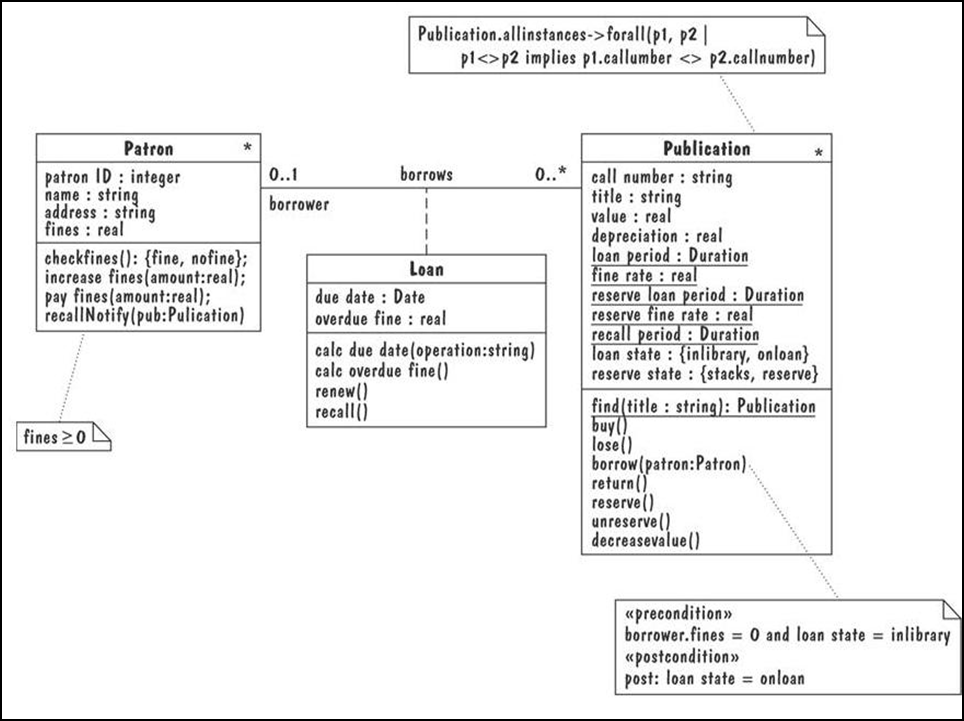 Publication.allinstances->forall(p1, p2 |
p1<>p2 implies p1.callumber <> p2.callnumber)
Patron *
patron ID : integer
name : string
address : string
fines : real
checkfines(): {fine, nofine};
increase fines(amount:real);
pay fines(amount:real);
recallNotify(pub:Pulication)
fines ≥ 0
0..1 borrows 0..*
borrower
Loan
due date : Date
overdue fine : real
calc due date(operation:string)
calc overdue fine()
renew()
recall()
Publication *
call number : string
title : string
value : real
depreciation : real
loan period : Duration
fine rate : real
reserve loan period : Duration
reserve fine rate : real
recall period : Duration
loan state : {inlibrary, onloan}
reserve state : {stacks, reserve}
find(title : string): Publication
buy()
lose()
borrow(patron:Patron)
return()
reserve()
unreserve()
decreasevalue()
«precondition»
borrower.fines = 0 and loan state = inlibrary
«postcondition»
post: loan state = onloan